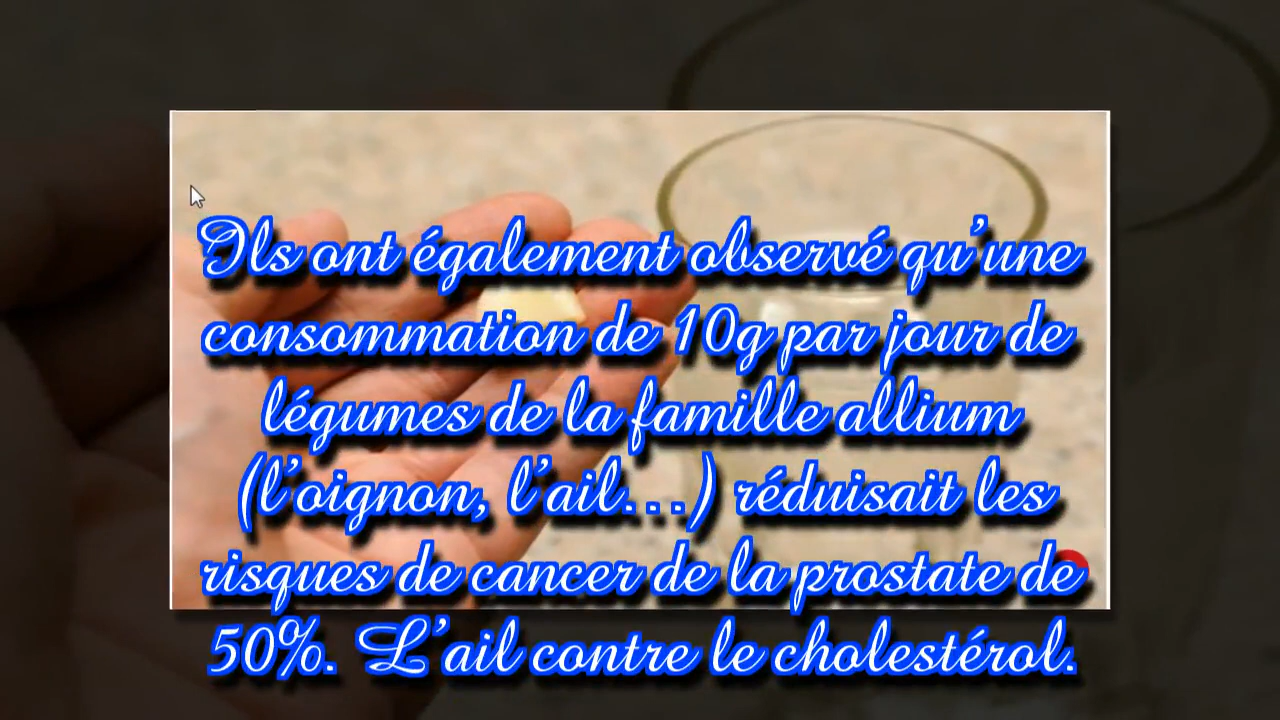 Ils ont également observé qu’une
consommation de 10g par jour de
légumes de la famille allium
(l’oignon, l’ail…) réduisait les
risques de cancer de la prostate de
50%. L’ail contre le cholestérol.